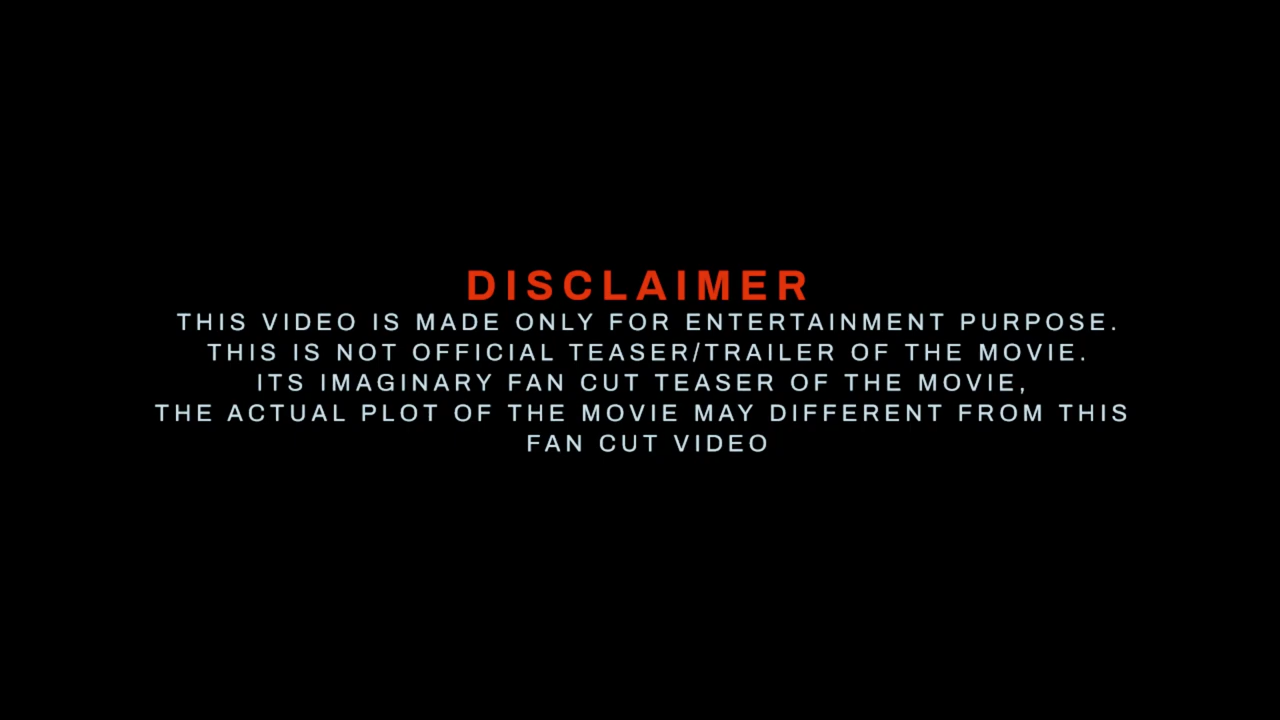 DISCLAIMER
THIS VIDEO IS MADE ONLY FOR ENTERTAINMENT PURPOSE.
THIS IS NOT OFFICIAL TEASER/TRAILER OF THE MOVIE.
ITS IMAGINARY FAN CUT TEASER OF THE MOVIE,
THE ACTUAL PLOT OF THE MOVIE MAY DIFFERENT FROM THIS
FAN CUT VIDEO